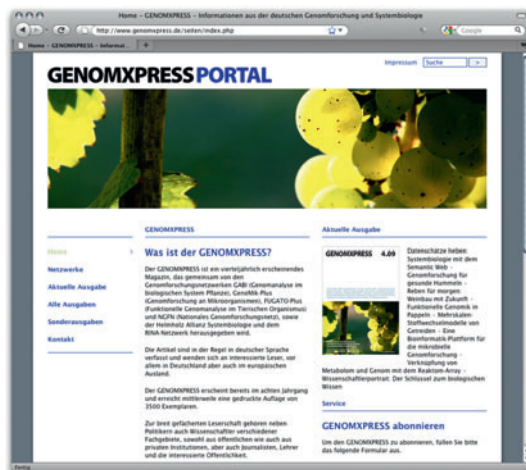 Home – GENOMXPRESS – Informationen aus der deutschen Genomforschung und Systembiologie
http://www.genomxpress.de/seiten/index.php
Google
Home – GENOMXPRESS – Informat...
Impressum
Suche
>
GENOMXPRESS PORTAL
GENOMXPRESS
Aktuelle Ausgabe
Home
Netzwerke
Aktuelle Ausgabe
Alle Ausgaben
Sonderausgaben
Kontakt
Was ist der GENOMXPRESS?
Der GENOMXPRESS ist ein vierteljährlich erscheinendes
Magazin, das gemeinsam von den
Genomforschungsnetzwerken GABI (Genomanalyse im
biologischen System Pflanze), GenoMik-Plus
(Genomforschung an Mikroorganismen), FUGATO-Plus
(Funktionelle Genomanalyse im Tierischen Organismus)
und NGFN (Nationales Genomforschungsnetz), sowie
der Helmholz Allianz Systembiologie und dem
RNA-Netzwerk herausgegeben wird.
Die Artikel sind in der Regel in deutscher Sprache
verfasst und wenden sich an interessierte Leser, vor
allem in Deutschland aber auch im europäischen
Ausland.
Der GENOMXPRESS erscheint bereits im achten Jahrgang
und erreicht mittlerweile eine gedruckte Auflage von
3500 Exemplaren.
Zur breit gefächerten Leserschaft gehören neben
Politikern auch Wissenschaftler verschiedener
Fachgebiete, sowohl aus öffentlichen wie auch aus
privaten Institutionen, aber auch Journalisten, Lehrer
und die interessierte Öffentlichkeit.
GENOMXPRESS 4.09
Datenschätze heben:
Systembiologie mit dem
Semantic Web –
Genomforschung für
gesunde Hummeln –
Reben für morgen
Weinbau mit Zukunft –
Funktionelle Genomik in
Pappeln – Mehrskalen-
Stoffwechselmodelle von
Getreiden – Eine
Bioinformatik-Plattform für
die mikrobielle
Genomforschung –
Verknüpfung von
Metabolom und Genom mit dem Reaktom-Array –
Wissenschaftlerportrait: Der Schlüssel zum biologischen
Wissen
Service
GENOMXPRESS abonnieren
Um den GENOMXPRESS zu abonnieren, füllen Sie bitte
das folgende Formular aus.
Fertig